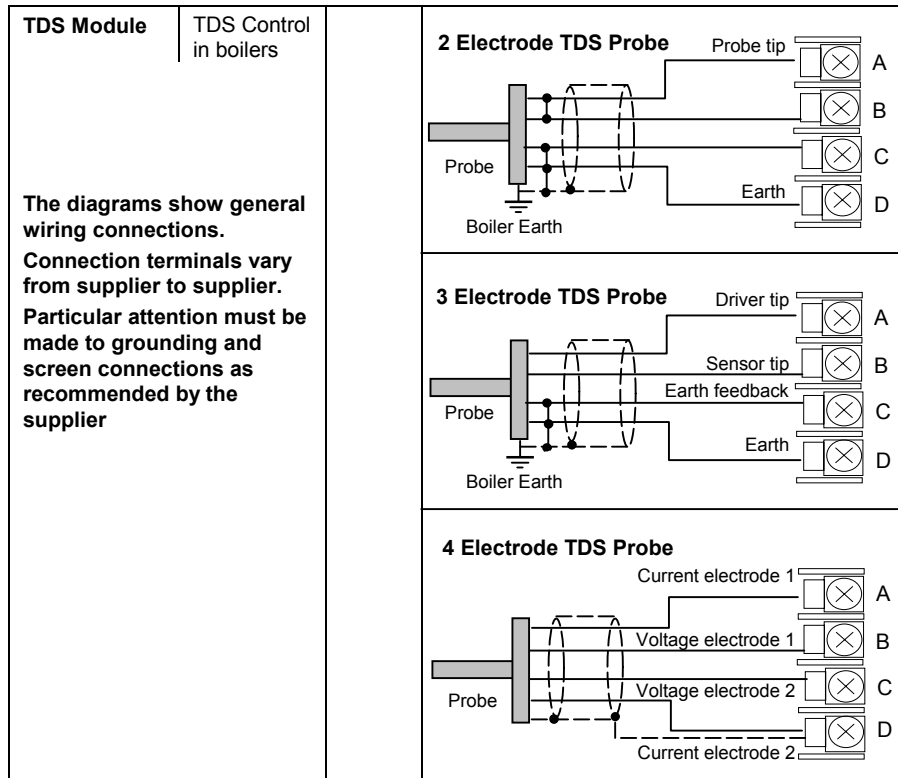 TDS Module
TDS Control
in boilers
The diagrams show general
wiring connections.
Connection terminals vary
from supplier to supplier.
Particular attention must be
made to grounding and
screen connections as
recommended by the
supplier
2 Electrode TDS Probe
Probe tip
A
B
C
Probe
Earth
D
Boiler Earth
3 Electrode TDS Probe
Driver tip
A
Sensor tip
B
Earth feedback
C
Probe
Earth
D
Boiler Earth
4 Electrode TDS Probe
Current electrode 1
A
Voltage electrode 1
B
Voltage electrode 2
C
Probe
D
Current electrode 2